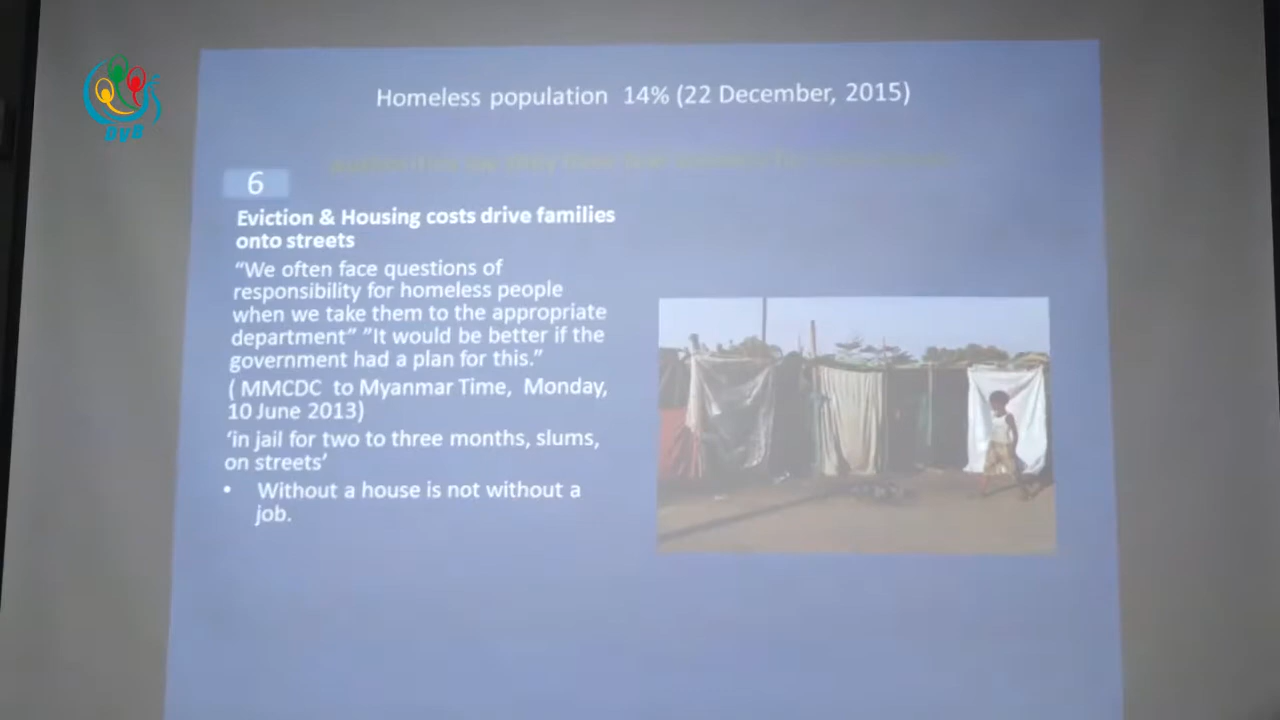 DVB
Homeless population 14% (22 December, 2015)
6
Eviction & Housing costs drive families
onto streets
“We often face questions of
responsibility for homeless people
when we take them to the appropriate
department” ”It would be better if the
government had a plan for this.”
( MMCDC to Myanmar Time, Monday,
10 June 2013)
‘in jail for two to three months, slums,
on streets’
• Without a house is not without a
job.